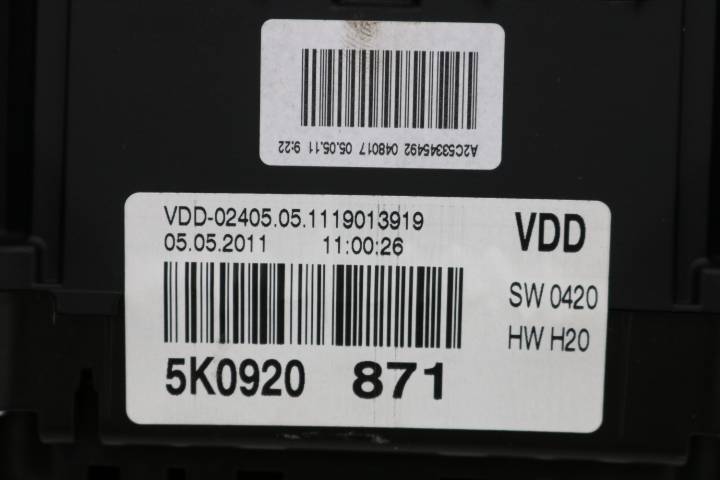 A2C53345492 048017 05.05.11 9:22
VDD-02405.05.1119013919
05.05.2011 11:00:26
VDD
SW 0420
HW H20
5K0920 871